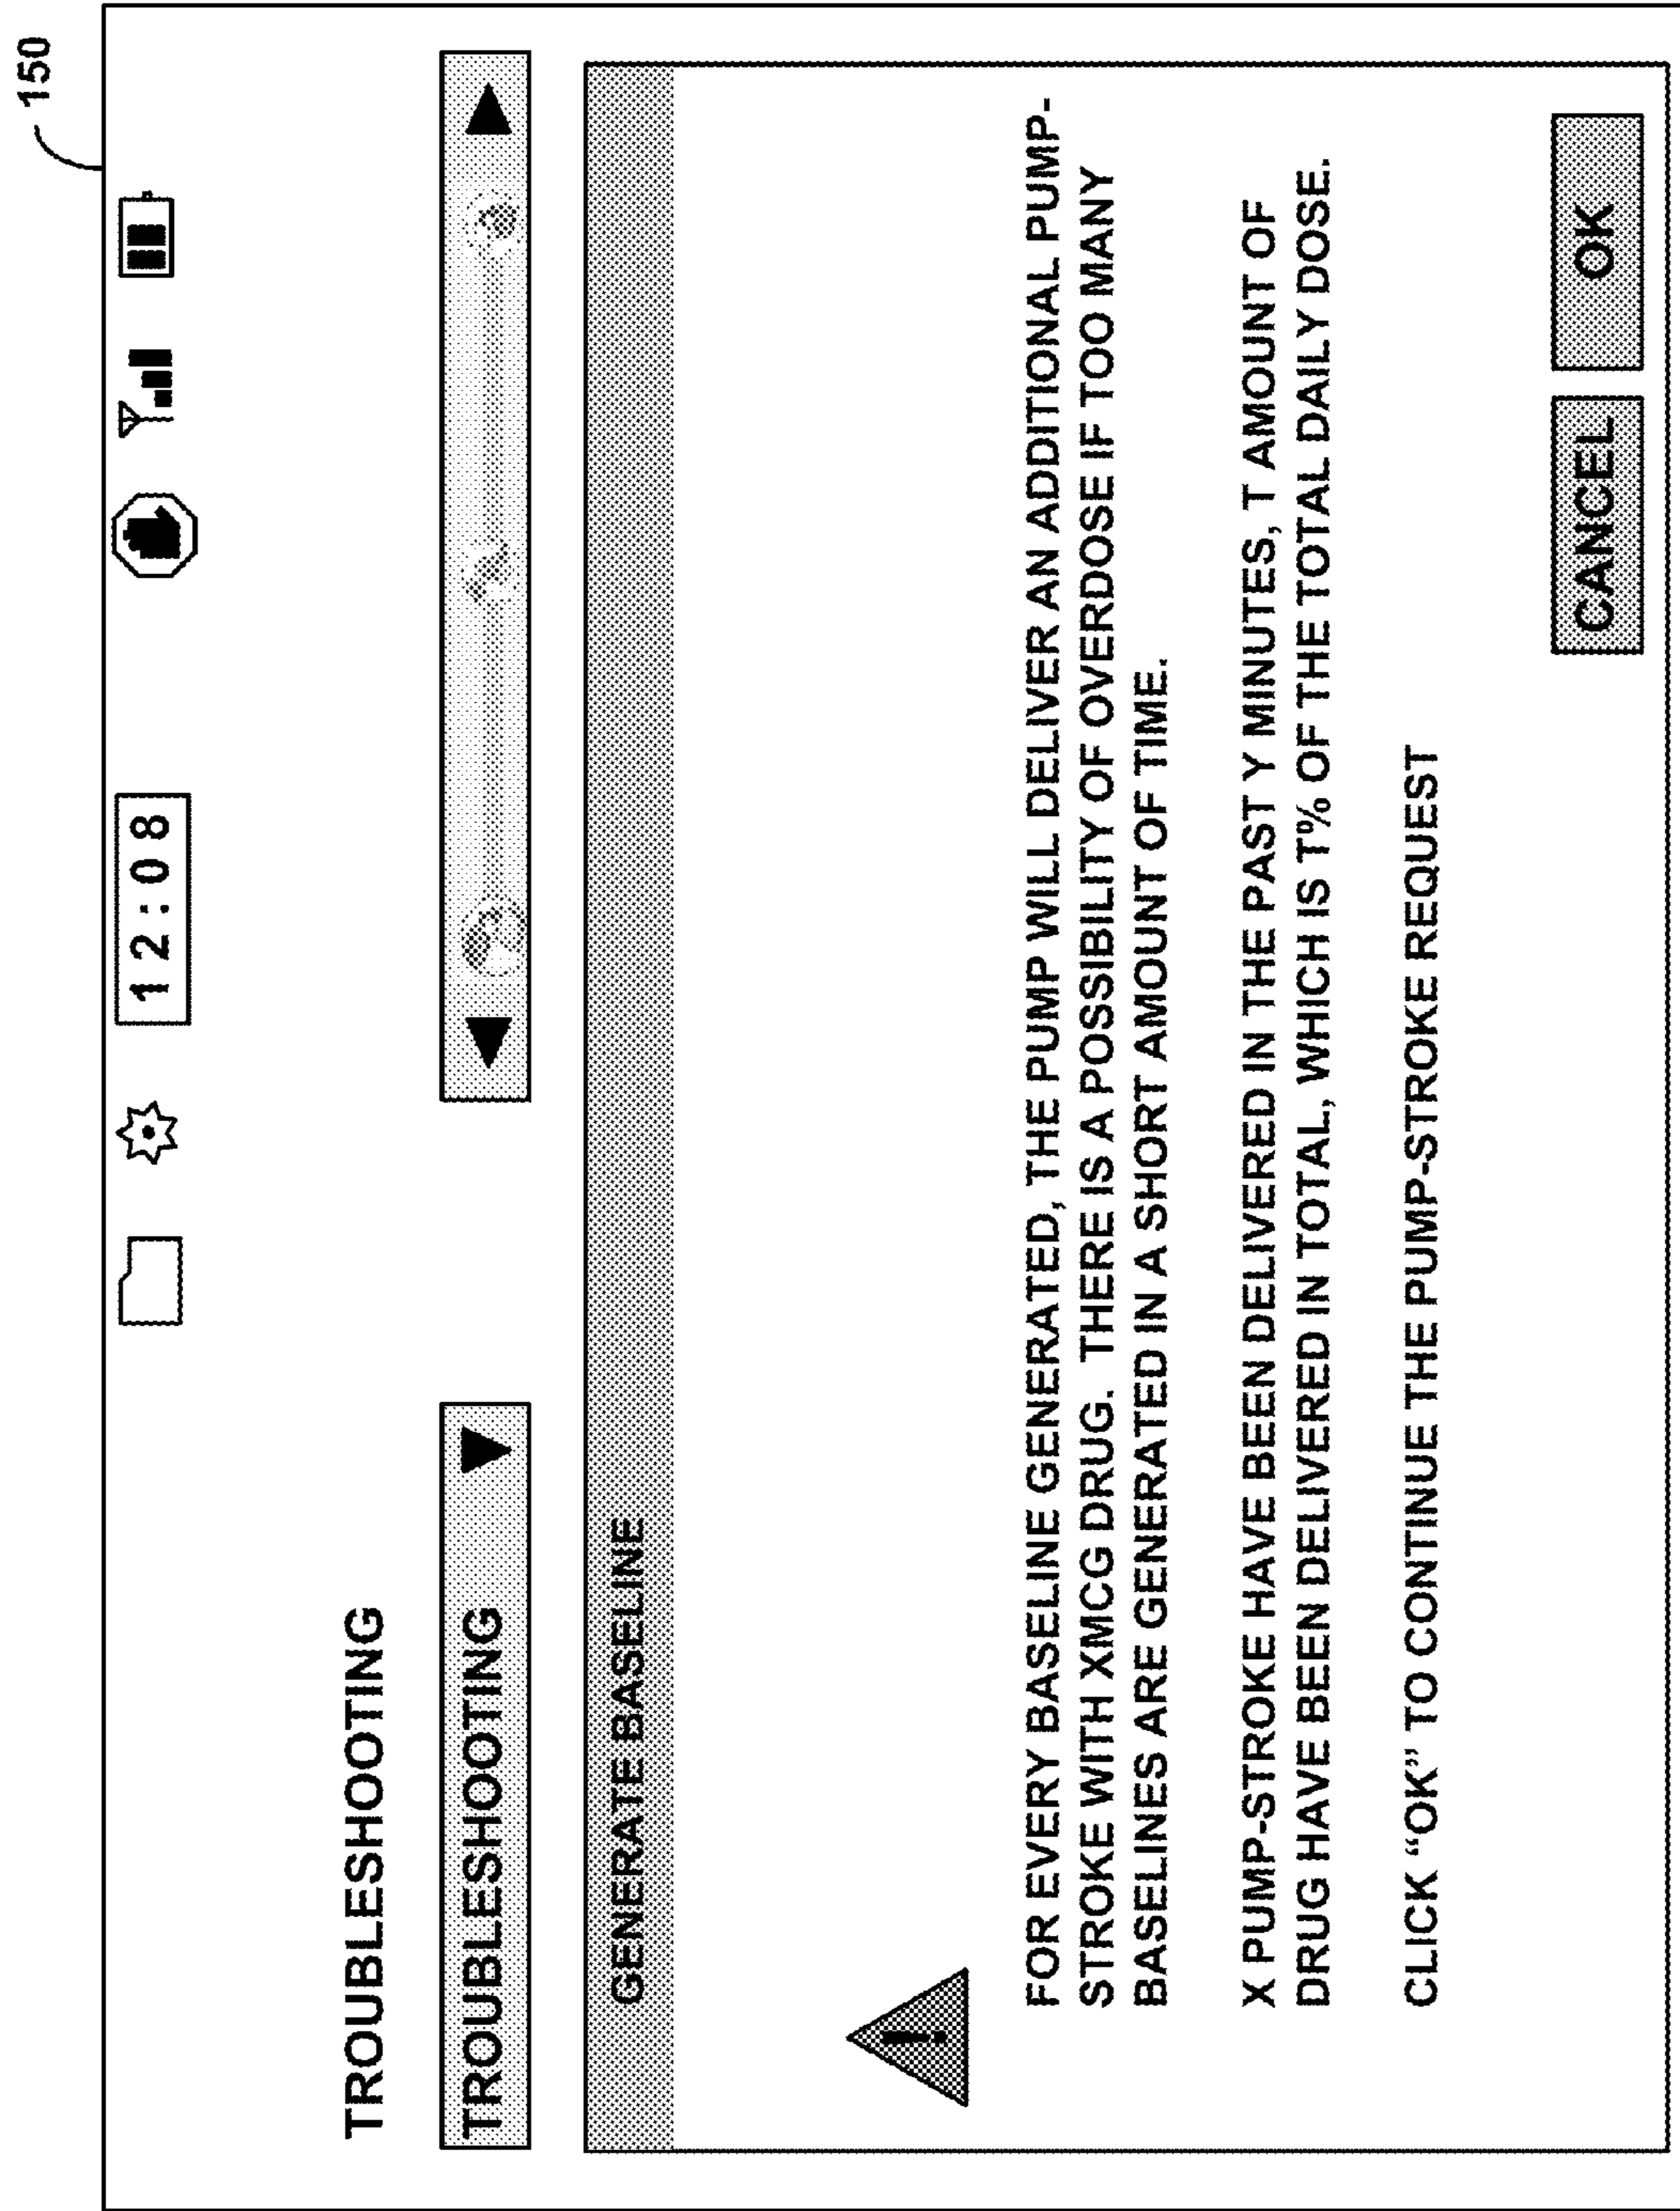 150
12:08
TROUBLESHOOTING
TROUBLESHOOTING
GENERATE BASELINE
!
FOR EVERY BASELINE GENERATED, THE PUMP WILL DELIVER AN ADDITIONAL PUMP-
STROKE WITH XMCG DRUG. THERE IS A POSSIBILITY OF OVERDOSE IF TOO MANY
BASELINES ARE GENERATED IN A SHORT AMOUNT OF TIME.
X PUMP-STROKE HAVE BEEN DELIVERED IN THE PAST Y MINUTES, T AMOUNT OF
DRUG HAVE BEEN DELIVERED IN TOTAL, WHICH IS T% OF THE TOTAL DAILY DOSE.
CLICK “OK” TO CONTINUE THE PUMP-STROKE REQUEST
CANCEL OK